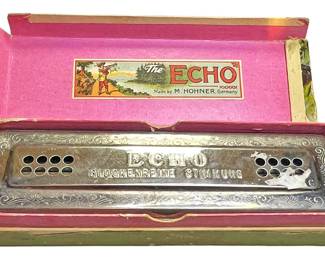 The
ECHO
Made by M. HOHNER, Germany
ECHO
GLOCKENREINE STIMMUNG